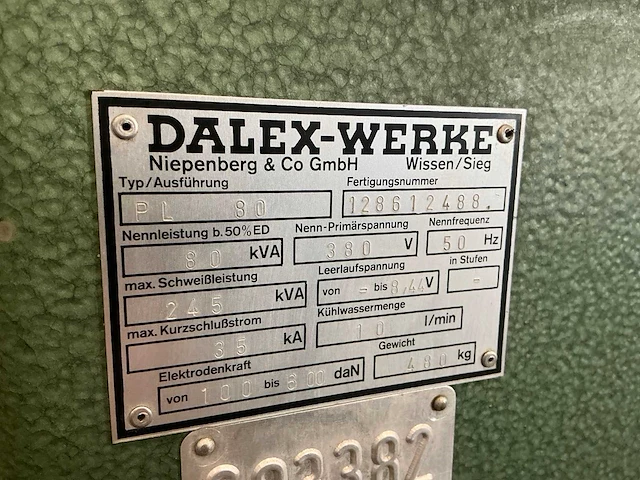 DALEX-WERKE
Niepenberg & Co GmbH Wissen/Sieg
Typ/Ausführung Fertigungsnummer
PL 80 128612488.
Nennleistung b. 50% ED Nenn-Primärspannung Nennfrequenz
80 kVA 380 V 50 Hz
max. Schweißleistung Leerlaufspannung in Stufen
245 kVA von - bis 8,44 V -
max. Kurzschlußstrom Kühlwassermenge
35 kA 10 l/min
Elektrodenkraft Gewicht
von 100 bis 600 daN 480 kg